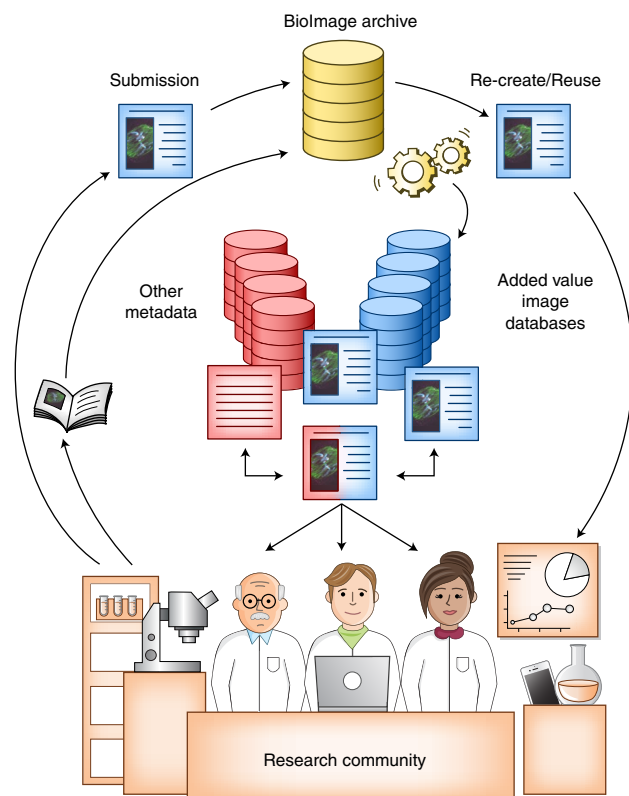 BioImage archive
Submission
Re-create/Reuse
Other
metadata
Added value
image
databases
Research community